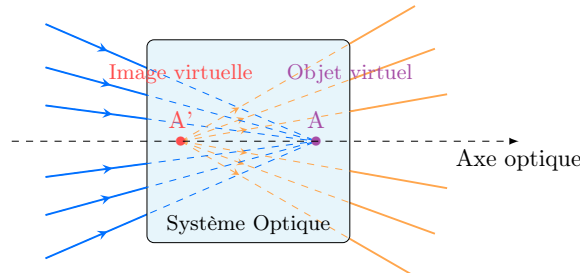 Image virtuelle
Objet virtuel
A'
A
Axe optique
Système Optique